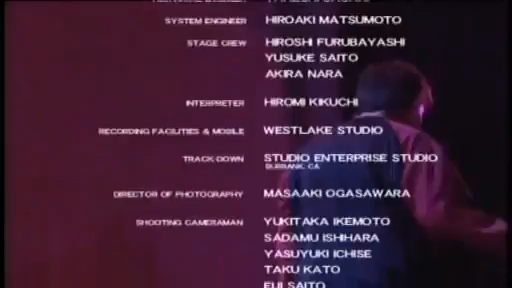 SYSTEM ENGINEER HIROAKI MATSUMOTO
STAGE CREW HIROSHI FURUBAYASHI
YUSUKE SAITO
AKIRA NARA
INTERPRETER HIROMI KIKUCHI
RECORDING FACILITIES & MOBILE WESTLAKE STUDIO
TRACK DOWN STUDIO ENTERPRISE STUDIO
BURBANK, CA
DIRECTOR OF PHOTOGRAPHY MASAAKI OGASAWARA
SHOOTING CAMERAMAN YUKITAKA IKEMOTO
SADAMU ISHIHARA
YASUYUKI ICHISE
TAKU KATO
SAITO